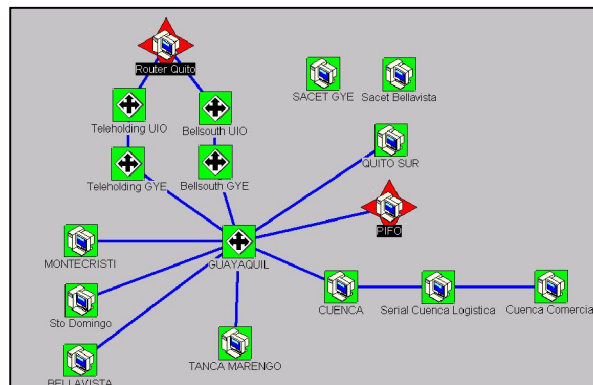 Router Quito
SACET GYE
Sacet Bellavista
Teleholding UIO
Bellsouth UIO
QUITO SUR
Teleholding GYE
Bellsouth GYE
PIFO
MONTECRISTI
GUAYAQUIL
CUENCA
Serial Cuenca Logistica
Cuenca Comercia
Sto Domingo
TANCA MARENGO
BELLAVISTA